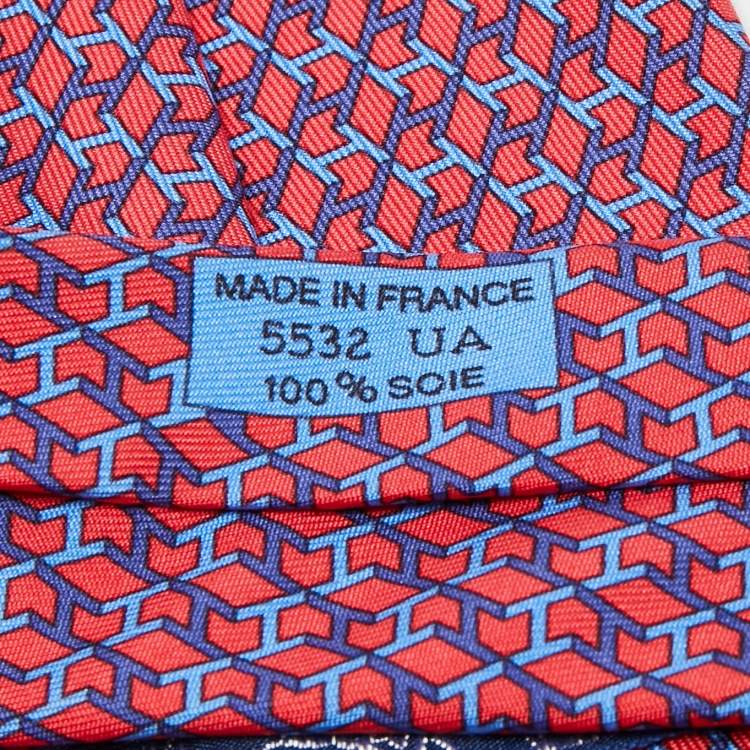 MADE IN FRANCE
5532 UA
100% SOIE